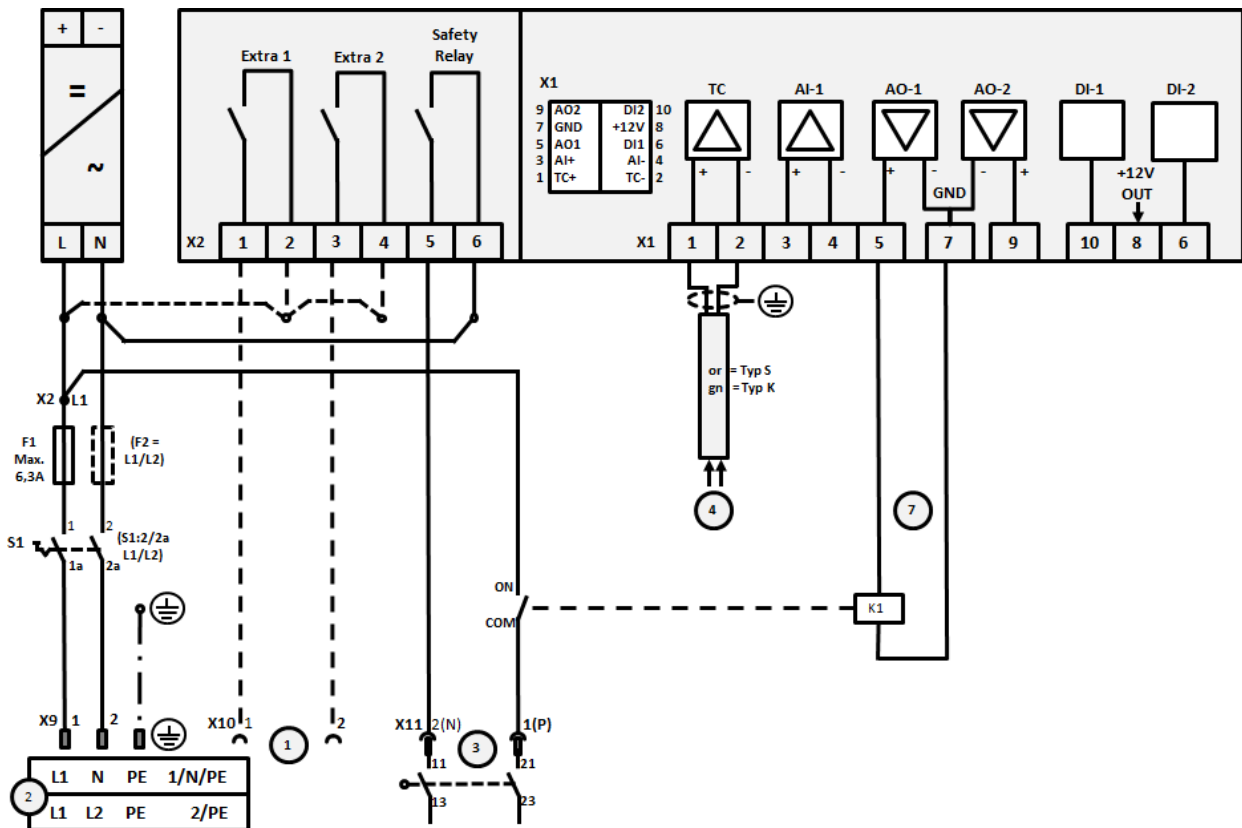 + -
=
~
L N
Extra 1
Extra 2
Safety
Relay
X2 1 2 3 4 5 6
X1
9 AO2 DI2 10
7 GND +12V 8
5 AO1 DI1 6
3 AI+ AI- 4
1 TC+ TC- 2
TC
AI-1
AO-1
AO-2
DI-1
DI-2
+ - + - + - - +
GND
+12V
OUT
X1 1 2 3 4 5 7 9 10 8 6
or = Typ S
gn = Typ K
4
7
X2 L1
F1
Max.
6,3A
(F2 =
L1/L2)
1 2
S1
(S1:2/2a
L1/L2)
1a 2a
ON
COM
K1
X9 1 2
X10 1 2
1
X11 2(N) 1(P)
3
11 21
13 23
2
L1 N PE 1/N/PE
L1 L2 PE 2/PE